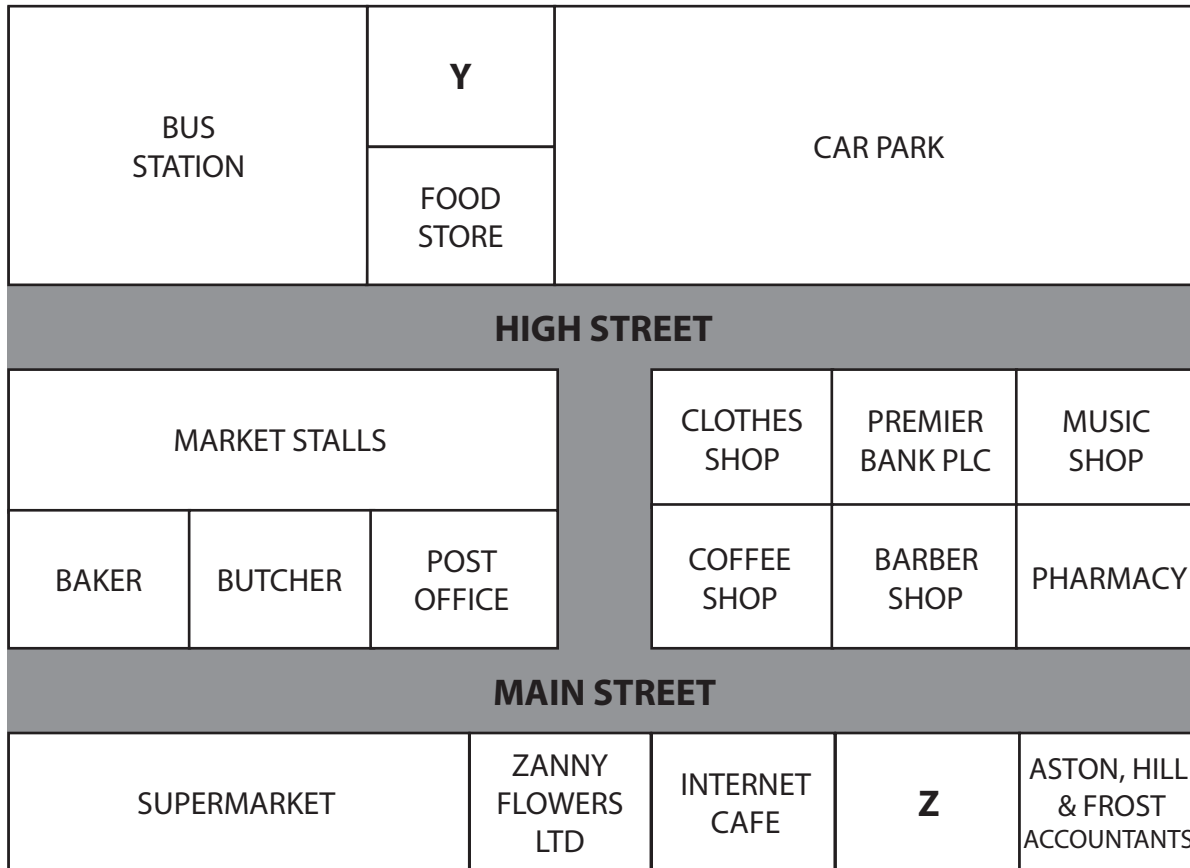 BUS
STATION
Y
FOOD
STORE
CAR PARK
HIGH STREET
MARKET STALLS
CLOTHES
SHOP
PREMIER
BANK PLC
MUSIC
SHOP
BAKER
BUTCHER
POST
OFFICE
COFFEE
SHOP
BARBER
SHOP
PHARMACY
MAIN STREET
SUPERMARKET
ZANNY
FLOWERS
LTD
INTERNET
CAFE
Z
ASTON, HILL
& FROST
ACCOUNTANTS